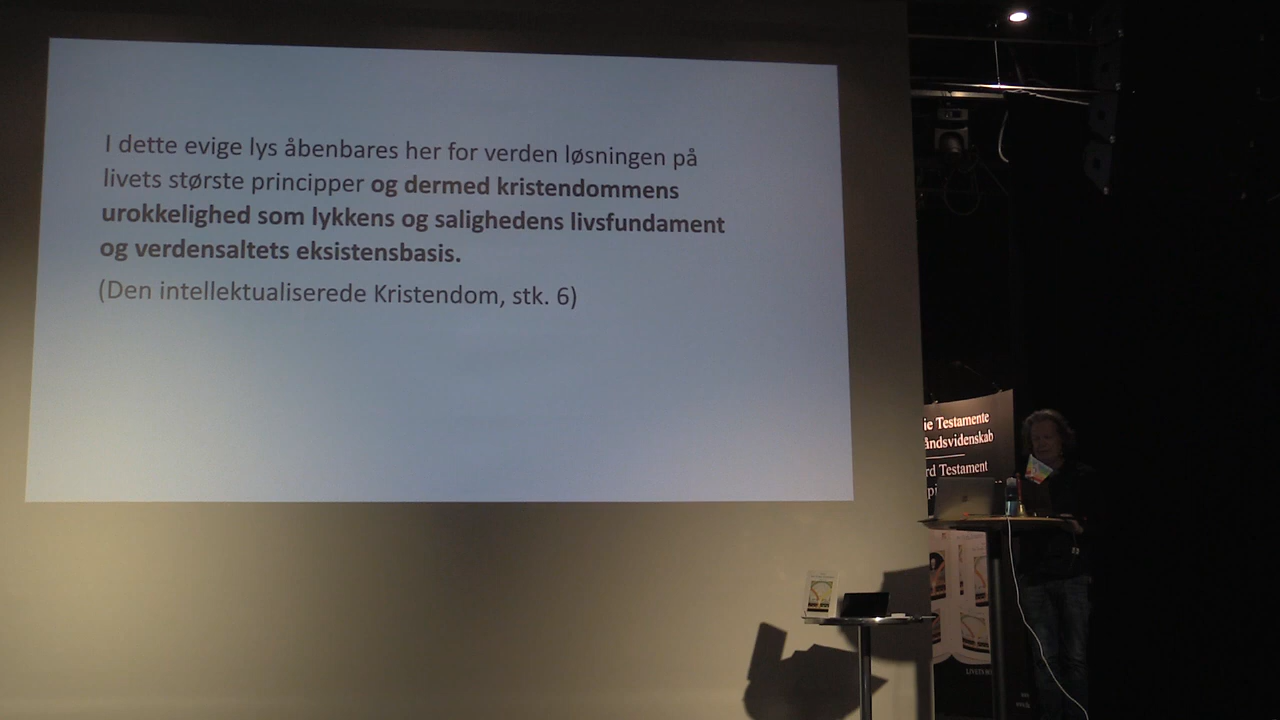 I dette evige lys åbenbares her for verden løsningen på
livets største principper og dermed kristendommens
urokkelighed som lykkens og salighedens livsfundament
og verdensaltets eksistensbasis.
(Den intellektualiserede Kristendom, stk. 6)
ie Testamente
åndsvidenskab
rd Testament